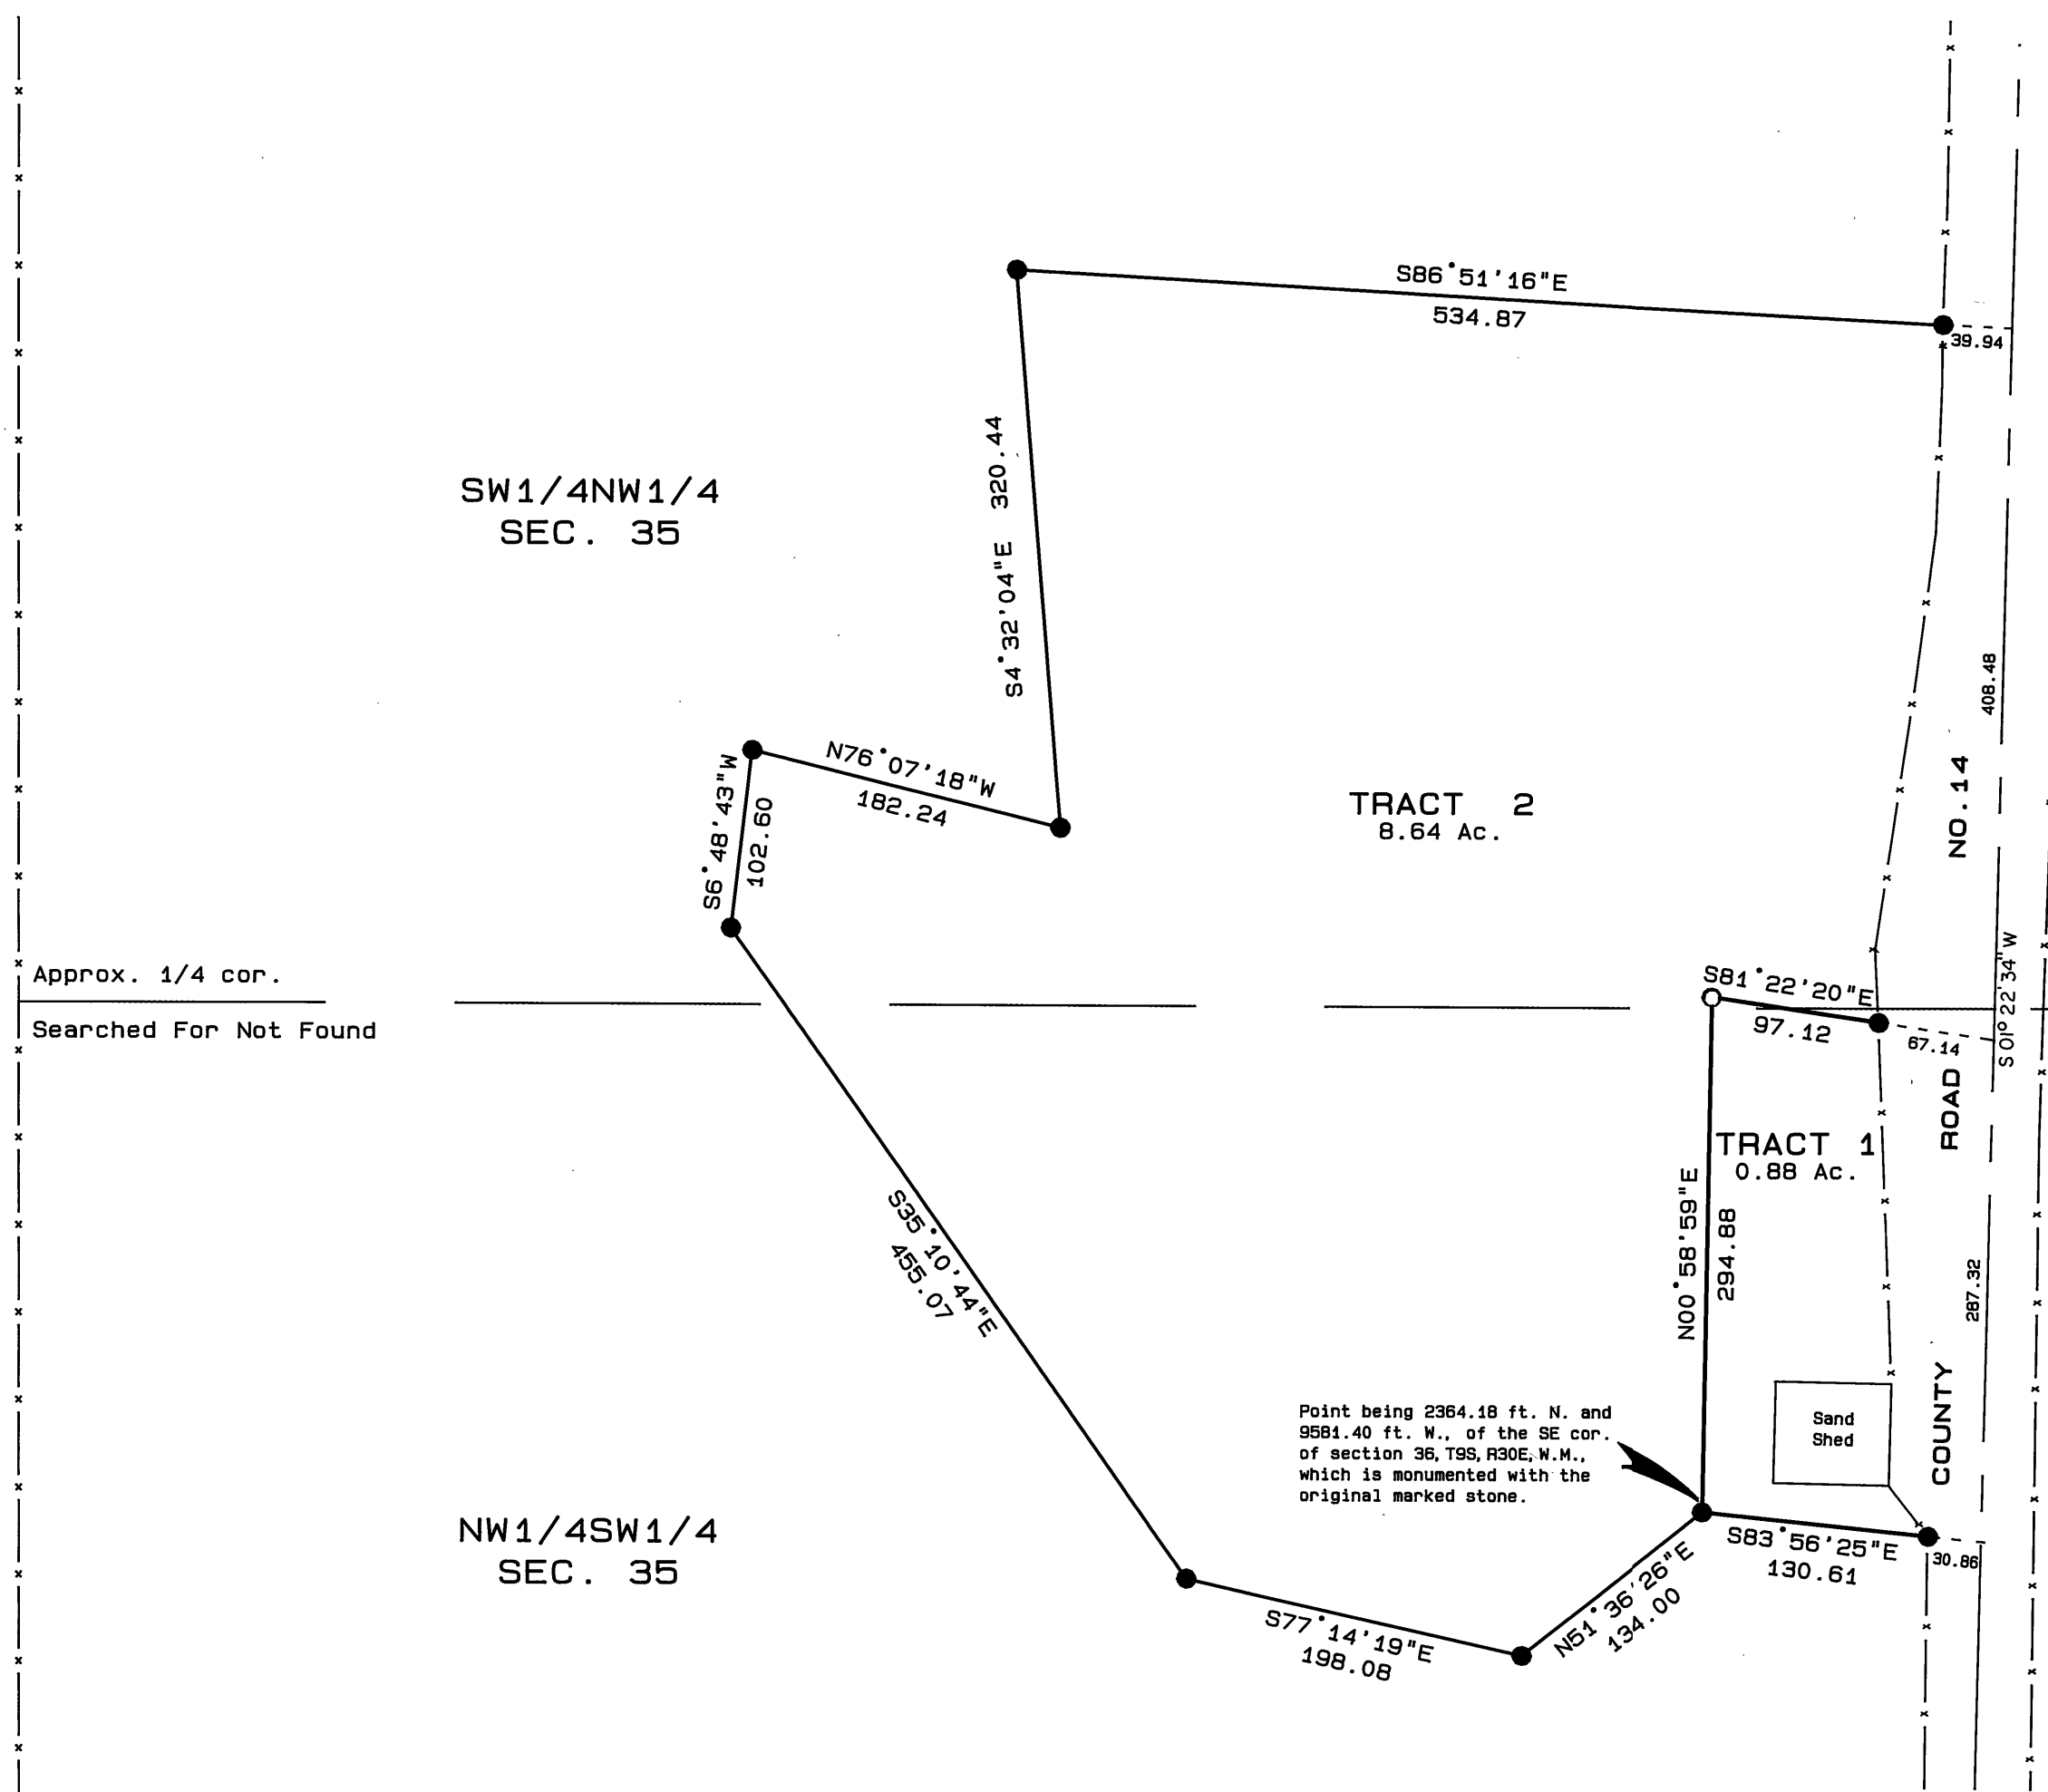 S86°51'16"E
534.87
39.94
S4°32'04"E 320.44
SW1/4NW1/4
SEC. 35
408.48
N76°07'18"W
182.24
S6°48'43"W
102.60
TRACT 2
8.64 Ac.
NO.14
Approx. 1/4 cor.
Searched For Not Found
S81°22'20"E
97.12
67.14
S 01° 22' 34" W
ROAD
TRACT 1
0.88 Ac.
N00°58'59"E
294.88
S35°10'44"E
455.07
287.32
COUNTY
Sand
Shed
Point being 2364.18 ft. N. and
9581.40 ft. W., of the SE cor.
of section 36, T9S, R30E, W.M.,
which is monumented with the
original marked stone.
NW1/4SW1/4
SEC. 35
S83°56'25"E
130.61
30.86
N51°36'26"E
134.00
S77°14'19"E
198.08